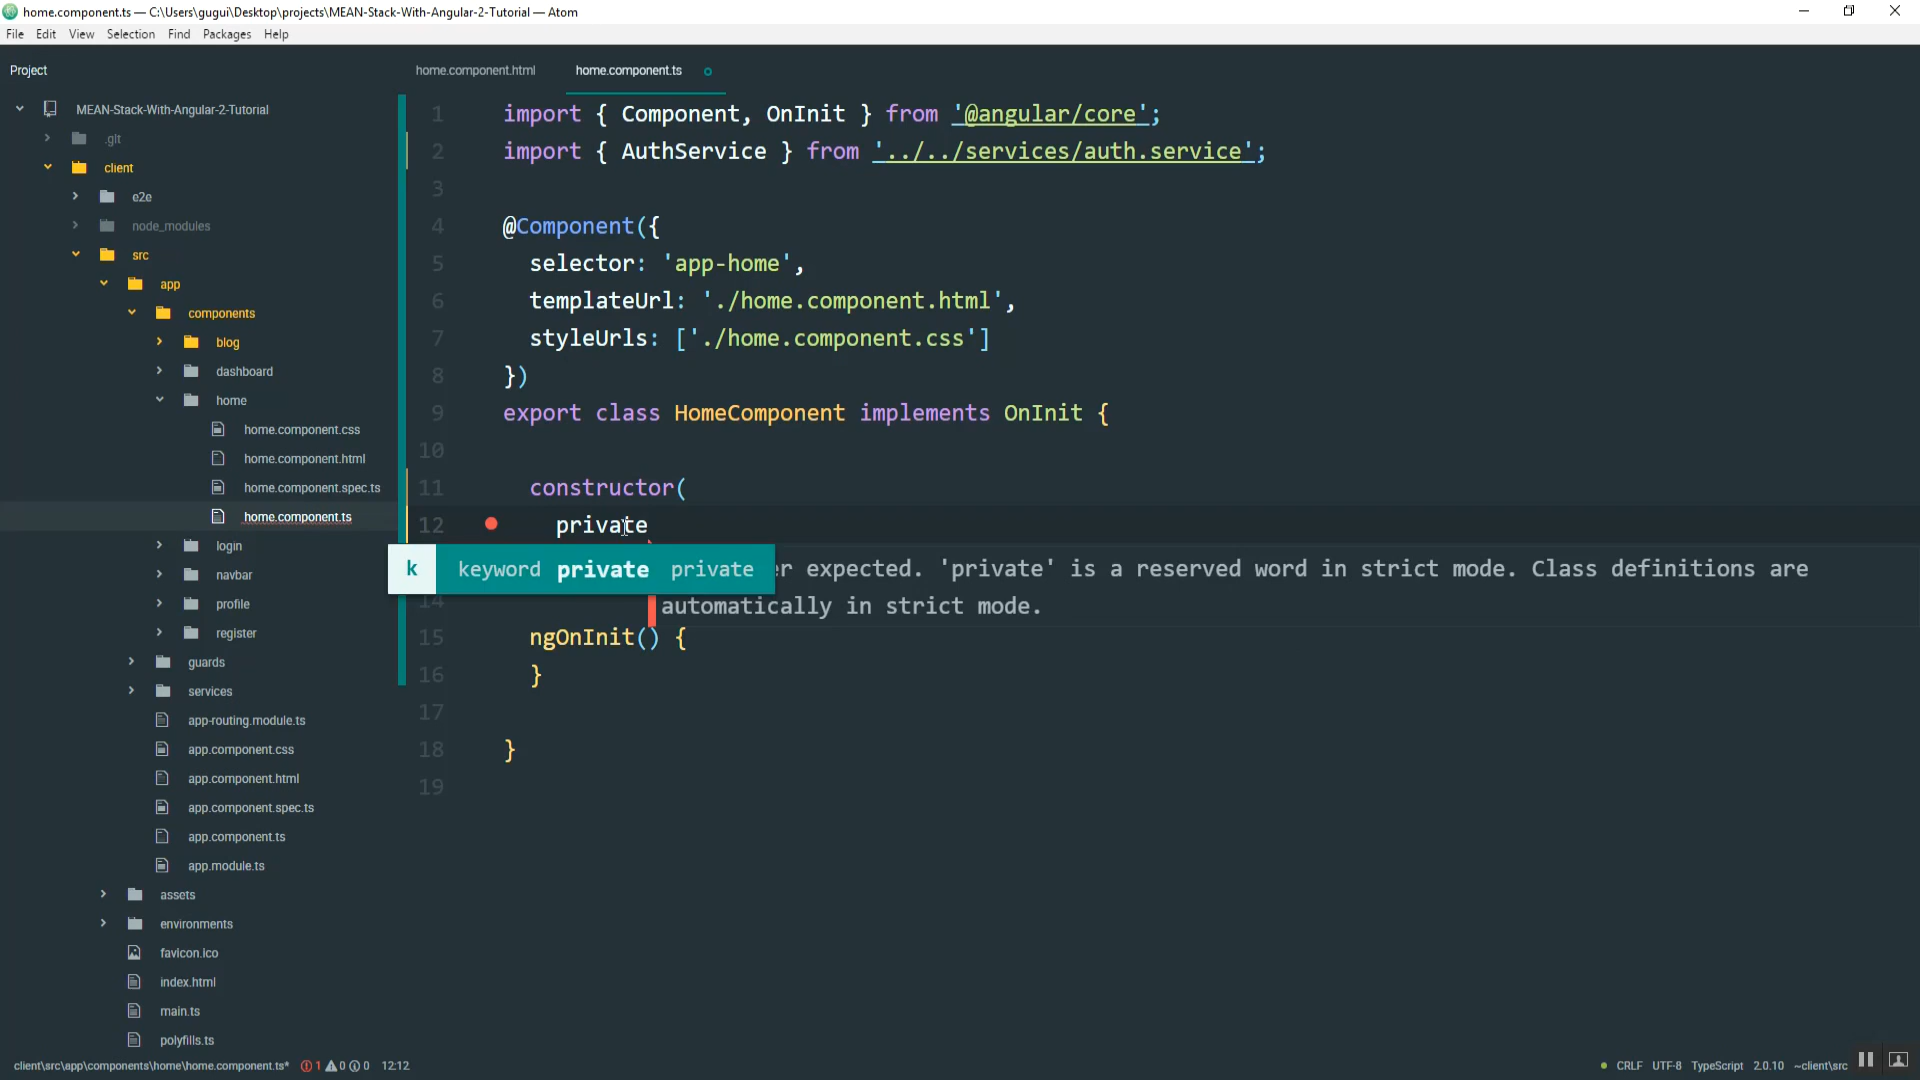 home.component.ts — C:\Users\gugui\Desktop\projects\MEAN-Stack-With-Angular-2-Tutorial — Atom
File Edit View Selection Find Packages Help
Project
home.component.html
home.component.ts
MEAN-Stack-With-Angular-2-Tutorial
.git
client
e2e
node_modules
src
app
components
blog
dashboard
home
home.component.css
home.component.html
home.component.spec.ts
home.component.ts
login
navbar
profile
register
guards
services
app-routing.module.ts
app.component.css
app.component.html
app.component.spec.ts
app.component.ts
app.module.ts
assets
environments
favicon.ico
index.html
main.ts
polyfills.ts
1 import { Component, OnInit } from '@angular/core';
2 import { AuthService } from '../../services/auth.service';
3
4 @Component({
5 selector: 'app-home',
6 templateUrl: './home.component.html',
7 styleUrls: ['./home.component.css']
8 })
9 export class HomeComponent implements OnInit {
10
11 constructor(
12 private
k keyword private private er expected. 'private' is a reserved word in strict mode. Class definitions are
14 automatically in strict mode.
15 ngOnInit() {
16 }
17
18 }
19
client\src\app\components\home\home.component.ts* 1 0 0 12:12
CRLF UTF-8 TypeScript 2.0.10 ~client\src